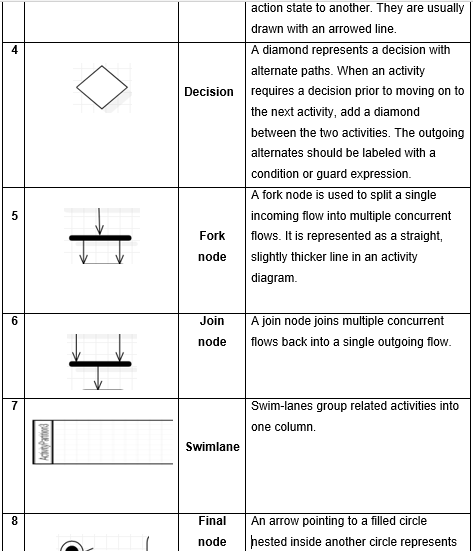 action state to another. They are usually
drawn with an arrowed line.
4
Decision
A diamond represents a decision with
alternate paths. When an activity
requires a decision prior to moving on to
the next activity, add a diamond
between the two activities. The outgoing
alternates should be labeled with a
condition or guard expression.
5
Fork
node
A fork node is used to split a single
incoming flow into multiple concurrent
flows. It is represented as a straight,
slightly thicker line in an activity
diagram.
6
Join
node
A join node joins multiple concurrent
flows back into a single outgoing flow.
7
ActivityPartition3
Swimlane
Swim-lanes group related activities into
one column.
8
Final
node
An arrow pointing to a filled circle
nested inside another circle represents